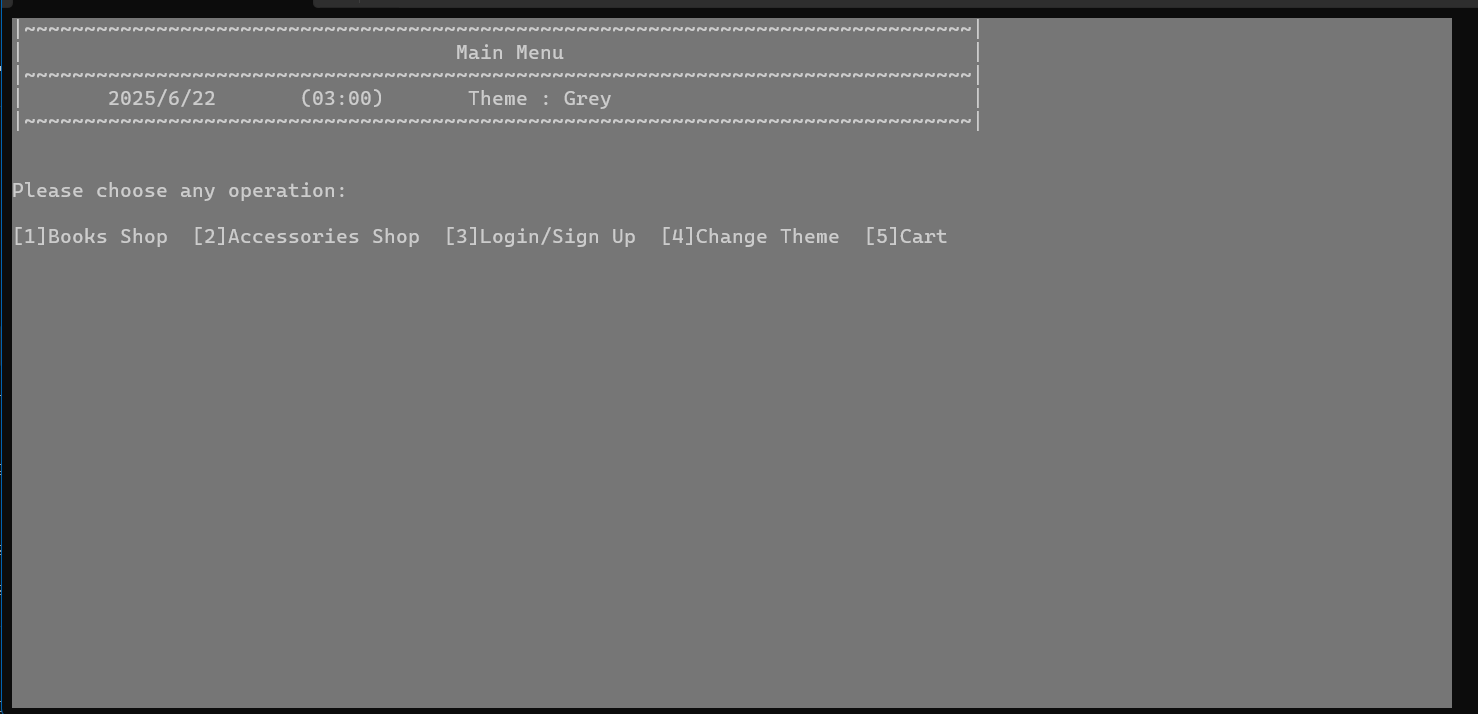 |~~~~~~~~~~~~~~~~~~~~~~~~~~~~~~~~~~~~~~~~~~~~~~~~~~~~~~~~~~~~~~~~~~~~~~~~~~~~~~~|
|                                    Main Menu                                  |
|~~~~~~~~~~~~~~~~~~~~~~~~~~~~~~~~~~~~~~~~~~~~~~~~~~~~~~~~~~~~~~~~~~~~~~~~~~~~~~~|
|       2025/6/22       (03:00)       Theme : Grey                              |
|~~~~~~~~~~~~~~~~~~~~~~~~~~~~~~~~~~~~~~~~~~~~~~~~~~~~~~~~~~~~~~~~~~~~~~~~~~~~~~~|
Please choose any operation:
[1]Books Shop  [2]Accessories Shop  [3]Login/Sign Up  [4]Change Theme  [5]Cart